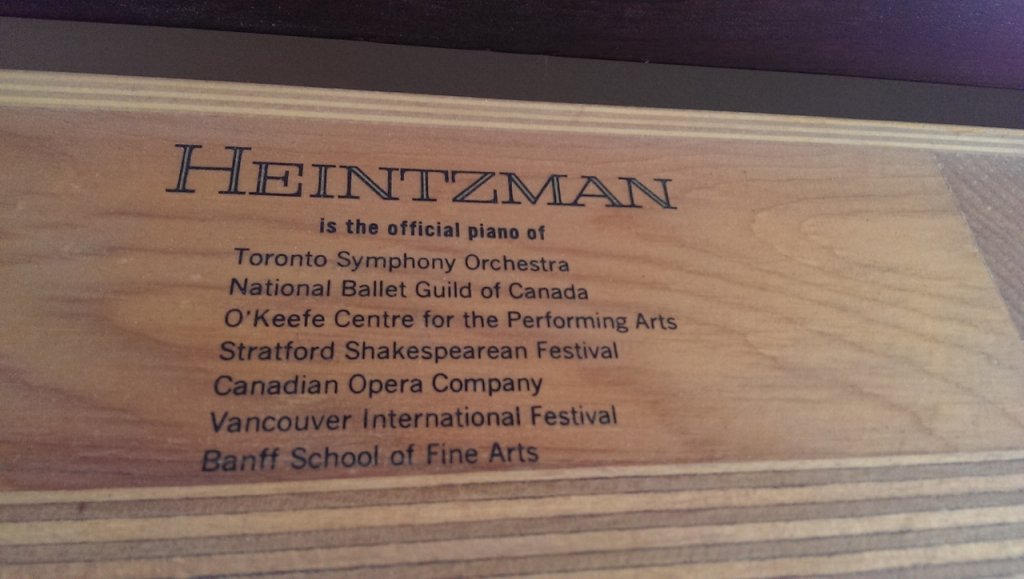 HEINTZMAN
is the official piano of
Toronto Symphony Orchestra
National Ballet Guild of Canada
O'Keefe Centre for the Performing Arts
Stratford Shakespearean Festival
Canadian Opera Company
Vancouver International Festival
Banff School of Fine Arts